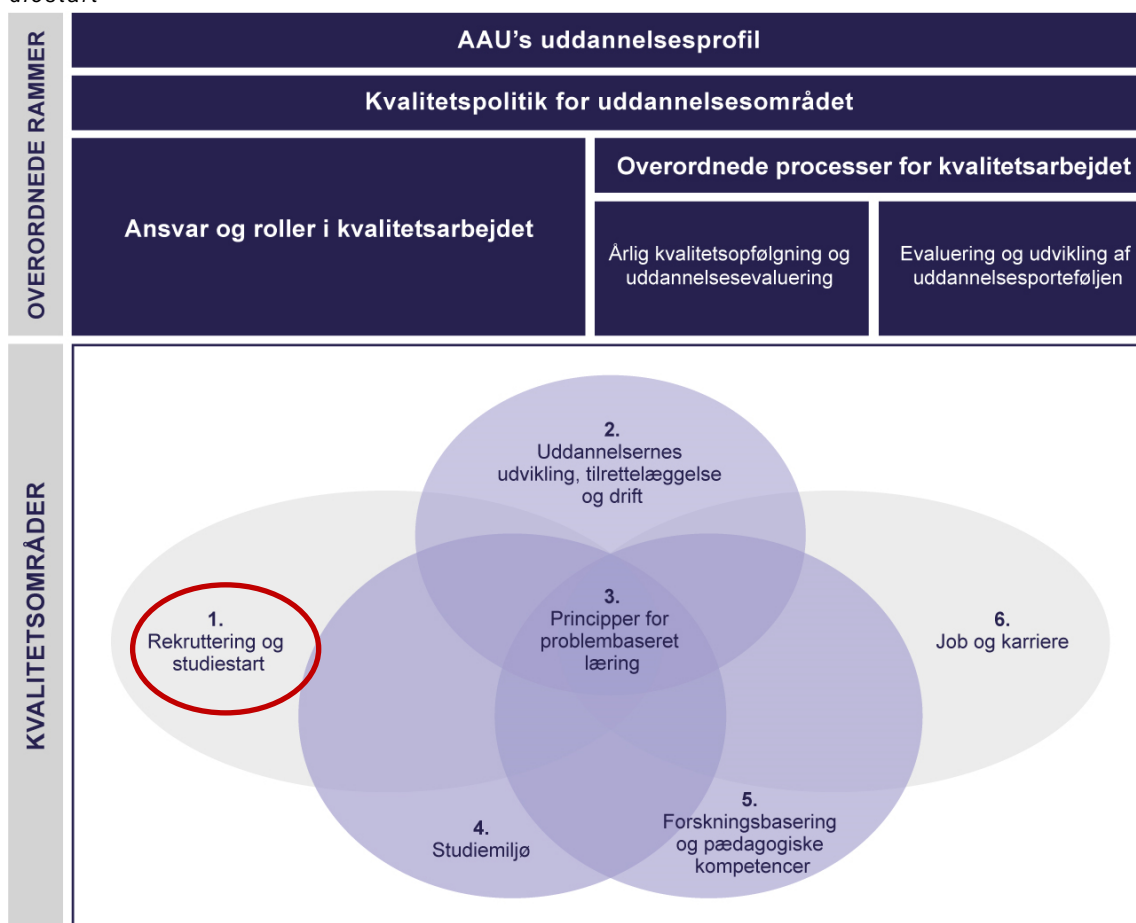 OVERORDNEDE RAMMER
AAU's uddannelsesprofil
Kvalitetspolitik for uddannelsesområdet
Ansvar og roller i kvalitetsarbejdet
Overordnede processer for kvalitetsarbejdet
Årlig kvalitetsopfølgning og
uddannelsesevaluering
Evaluering og udvikling af
uddannelsesporteføljen
KVALITETSOMRÅDER
1.
Rekruttering og
studiestart
2.
Uddannelsernes
udvikling, tilrettelæggelse
og drift
3.
Principper for
problembaseret
læring
4.
Studiemiljø
5.
Forskningsbasering
og pædagogiske
kompetencer
6.
Job og karriere